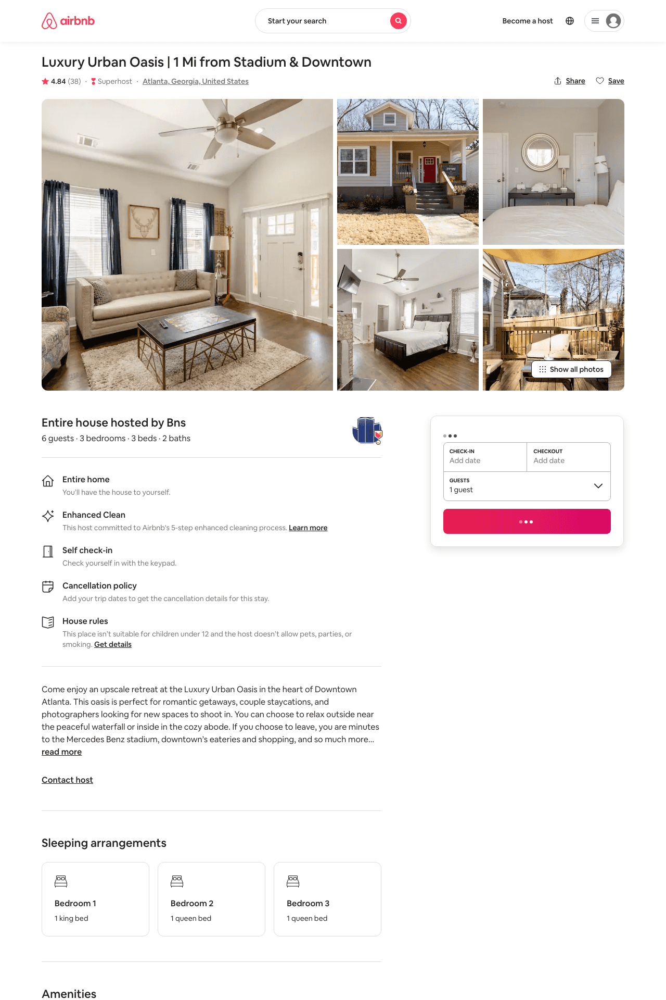 airbnb
Start your search
Become a host
Luxury Urban Oasis | 1 Mi from Stadium & Downtown
4.84 (38) · Superhost · Atlanta, Georgia, United States
Share
Save
Show all photos
Entire house hosted by Bns
6 guests · 3 bedrooms · 3 beds · 2 baths
CHECK-IN
Add date
CHECKOUT
Add date
GUESTS
1 guest
Entire home
You’ll have the house to yourself.
Enhanced Clean
This host committed to Airbnb's 5-step enhanced cleaning process. Learn more
Self check-in
Check yourself in with the keypad.
Cancellation policy
Add your trip dates to get the cancellation details for this stay.
House rules
This place isn’t suitable for children under 12 and the host doesn’t allow pets, parties, or
smoking. Get details
Come enjoy an upscale retreat at the Luxury Urban Oasis in the heart of Downtown
Atlanta. This oasis is perfect for romantic getaways, couple staycations, and
photographers looking for new spaces to shoot in. You can choose to relax outside near
the peaceful waterfall or inside in the cozy abode. If you choose to leave, you are minutes
to the Mercedes Benz stadium, downtown’s eateries and shopping, and so much more…
read more
Contact host
Sleeping arrangements
Bedroom 1
1 king bed
Bedroom 2
1 queen bed
Bedroom 3
1 queen bed
Amenities